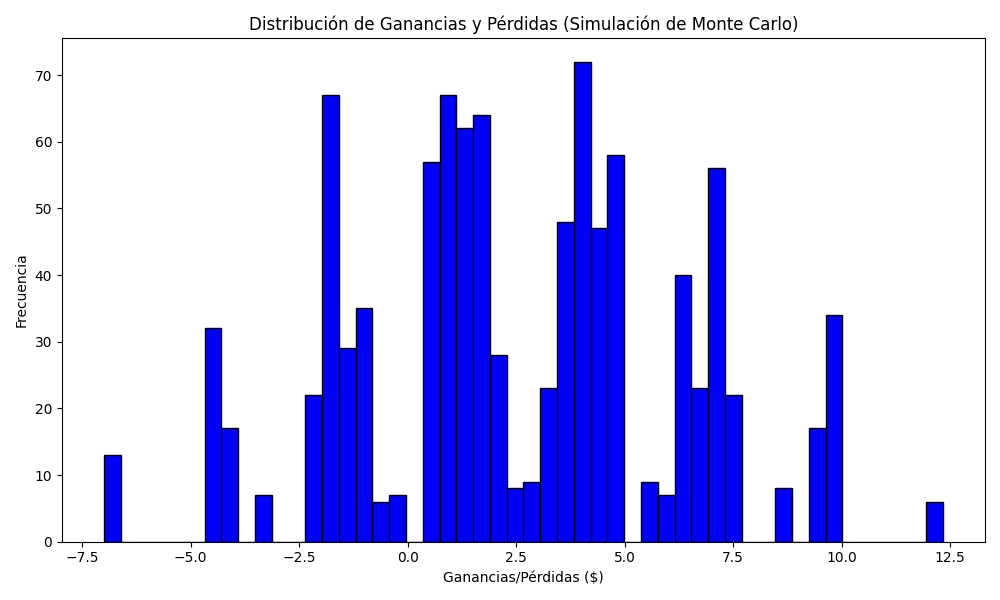 Distribución de Ganancias y Pérdidas (Simulación de Monte Carlo)
70
60
50
40
30
20
10
0
Frecuencia
−7.5 −5.0 −2.5 0.0 2.5 5.0 7.5 10.0 12.5
Ganancias/Pérdidas ($)